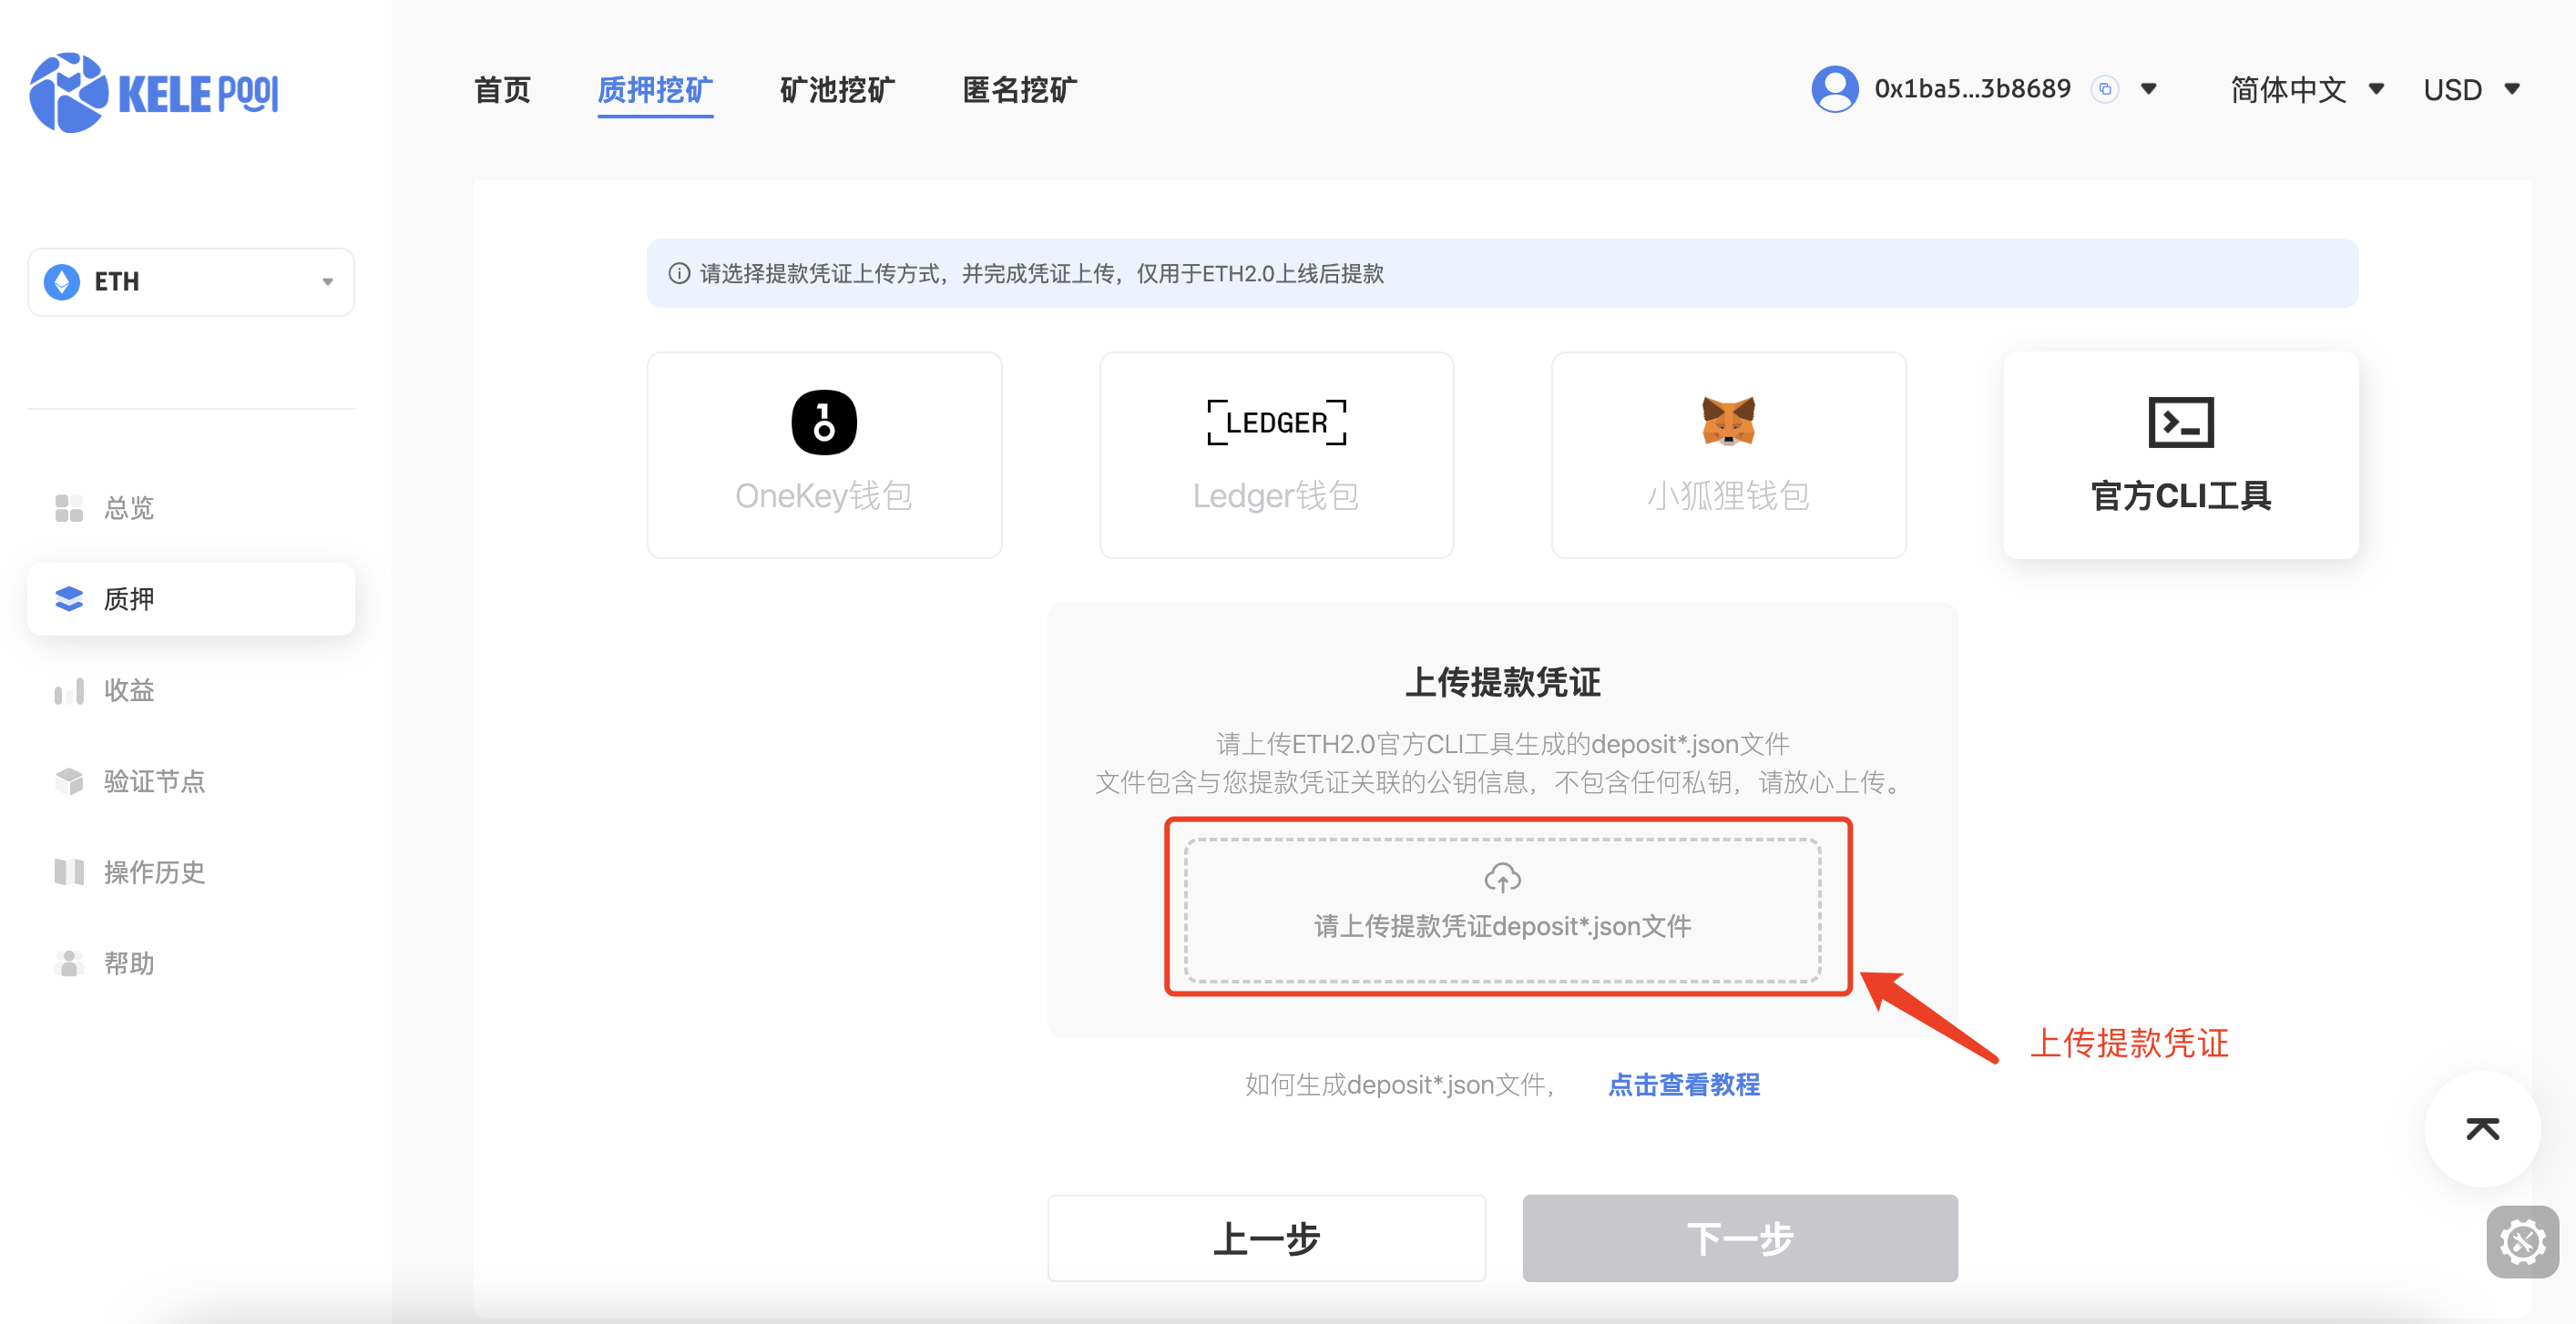 KELE POOL
首页
质押挖矿
矿池挖矿
匿名挖矿
0x1ba5...3b8689
简体中文
USD
ETH
总览
质押
收益
验证节点
操作历史
帮助
请选择提款凭证上传方式，并完成凭证上传，仅用于ETH2.0上线后提款
OneKey钱包
LEDGER
Ledger钱包
小狐狸钱包
官方CLI工具
上传提款凭证
请上传ETH2.0官方CLI工具生成的deposit*.json文件
文件包含与您提款凭证关联的公钥信息，不包含任何私钥，请放心上传。
请上传提款凭证deposit*.json文件
上传提款凭证
如何生成deposit*.json文件，
点击查看教程
上一步
下一步